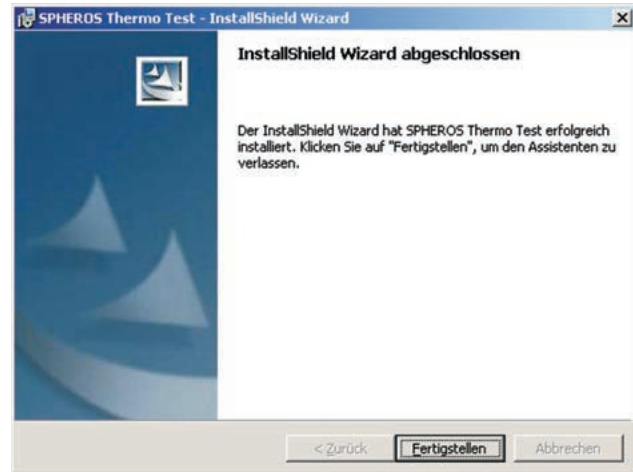 SPHEROS Thermo Test - InstallShield Wizard
InstallShield Wizard abgeschlossen
Der InstallShield Wizard hat SPHEROS Thermo Test erfolgreich
installiert. Klicken Sie auf "Fertigstellen", um den Assistenten zu
verlassen.
< Zurück
Fertigstellen
Abbrechen